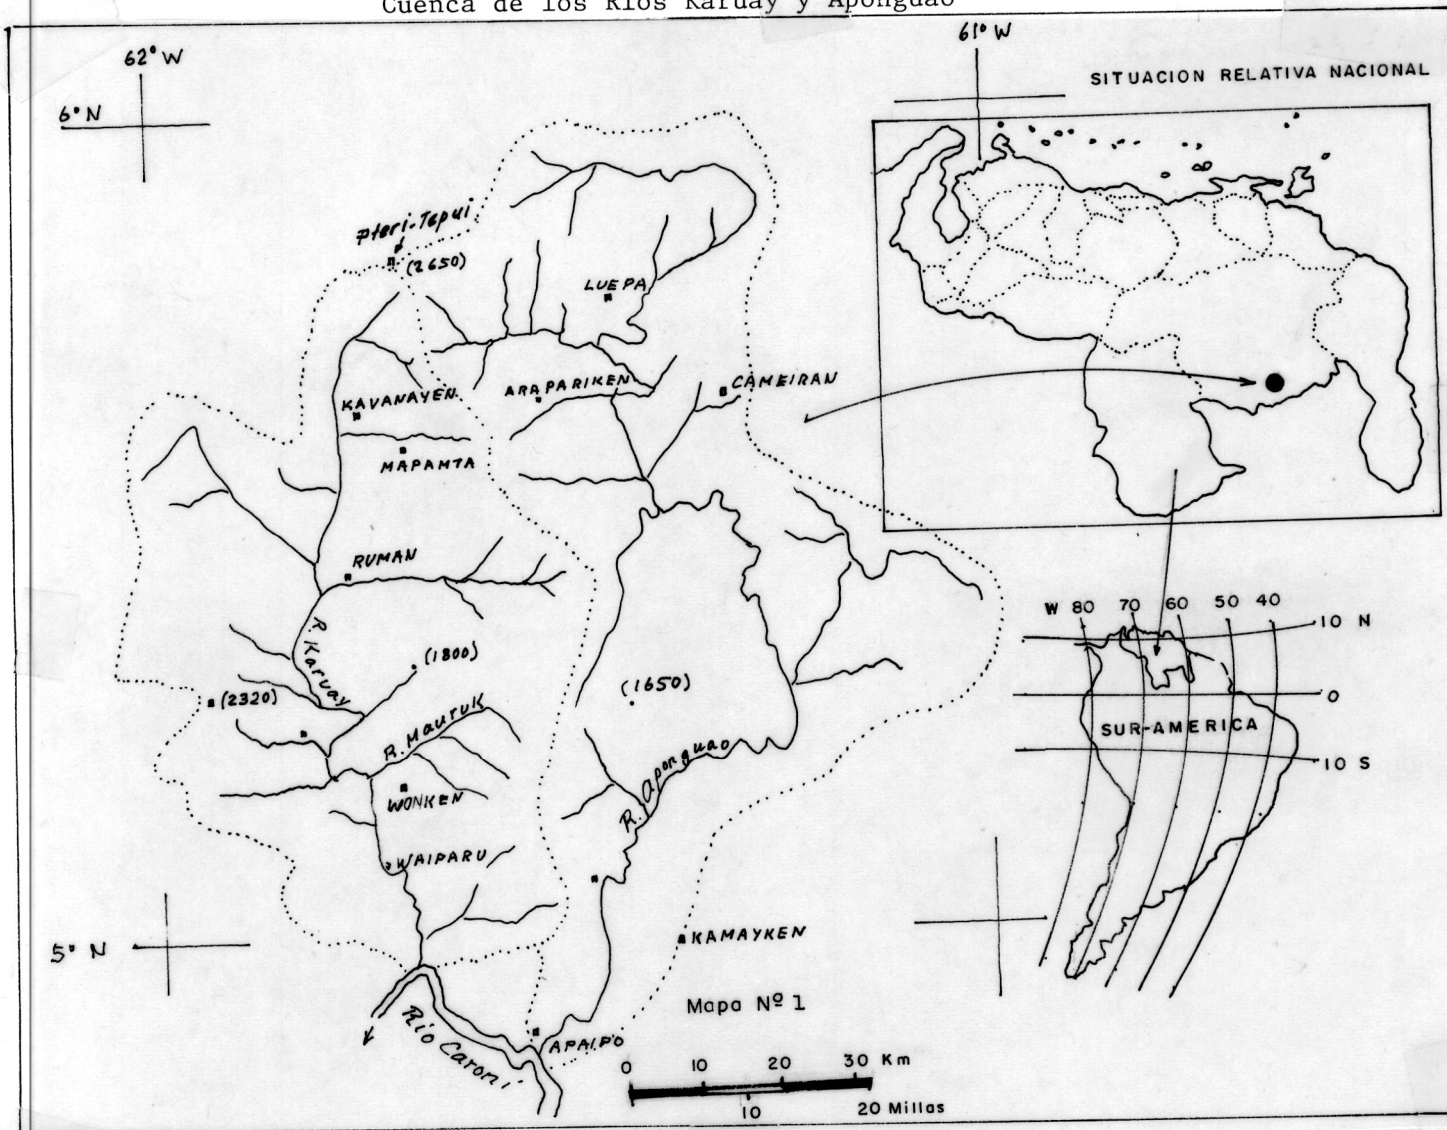 Cuenca de los Ríos Karuay y Aponguao
62° W
61° W
6° N
SITUACION RELATIVA NACIONAL
Pteri-Tepui
(2650)
LUEPA
KAVANAYEN
ARAPARIKEN
CAMEIRAN
MAPAMTA
RUMAN
R. Karuay
(1800)
(2320)
(1650)
R. Mauruk
R. Aponguao
WONKEN
WAIPARU
W 80 70 60 50 40
10 N
0
SUR-AMERICA
10 S
5° N
KAMAYKEN
Mapa Nº 1
Río Caroní
APAIPO
0 10 20 30 Km
10 20 Millas